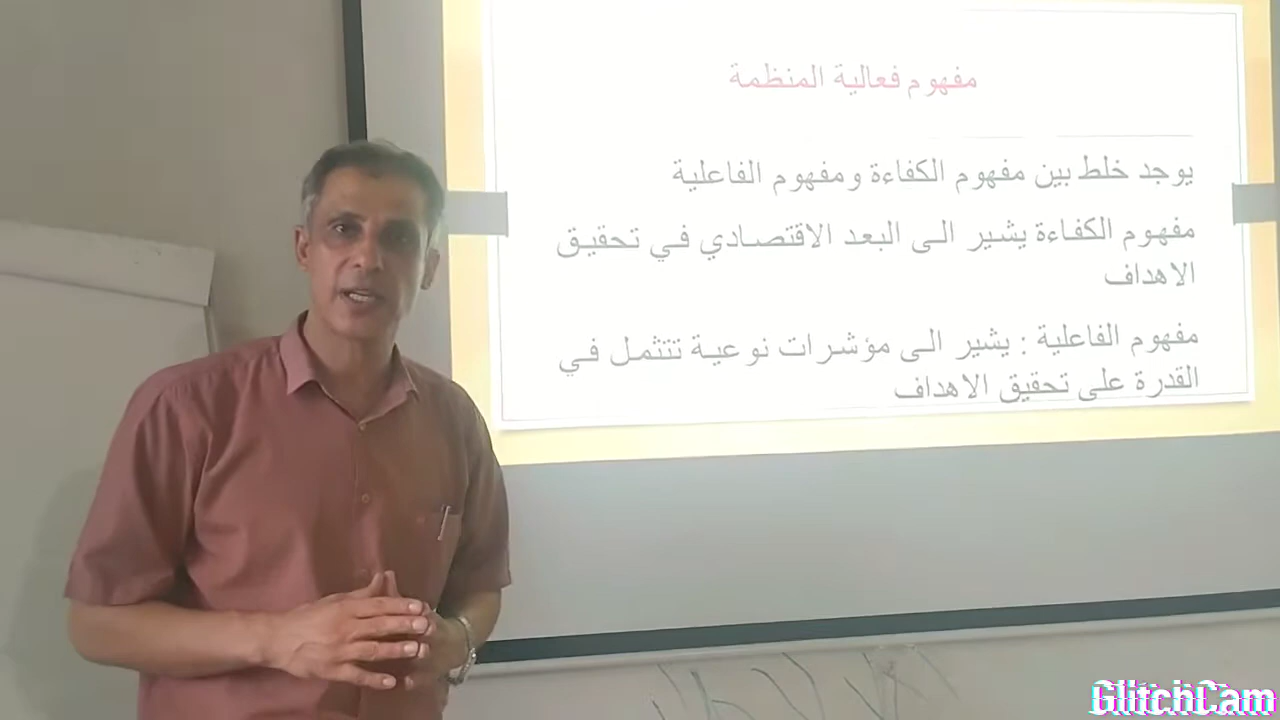 مفهوم فعالية المنظمة
يوجد خلط بين مفهوم الكفاءة ومفهوم الفاعلية
مفهوم الكفاءة يشير الى البعد الاقتصادي في تحقيق
الاهداف
مفهوم الفاعلية : يشير الى مؤشرات نوعية تتثمل في
القدرة على تحقيق الاهداف
GlitchCam